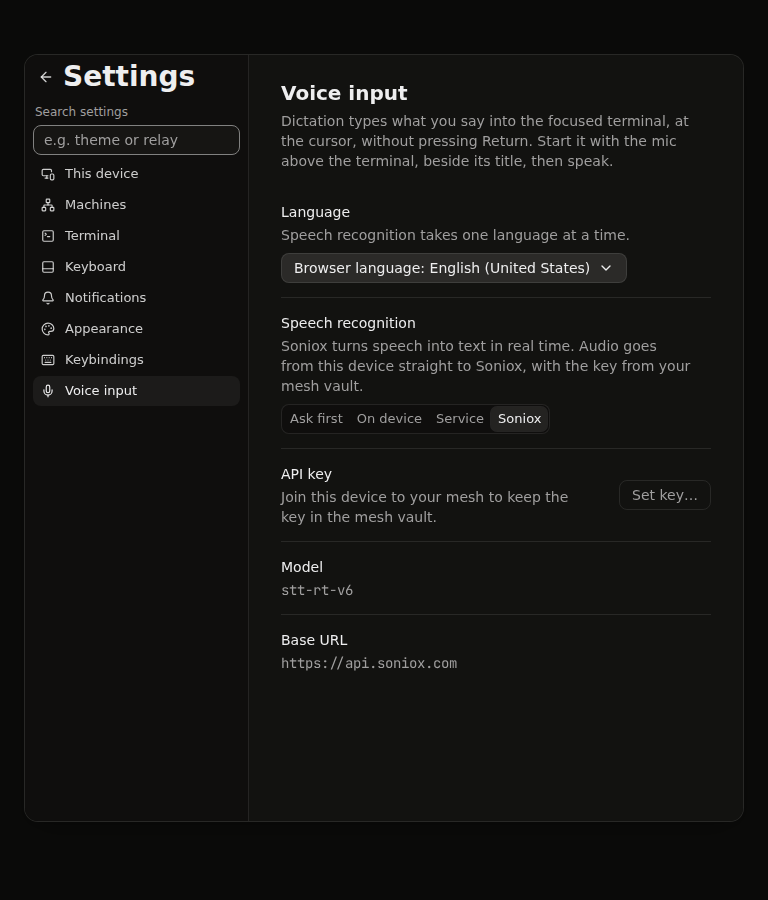 Settings
Search settings
e.g. theme or relay
This device
Machines
Terminal
Keyboard
Notifications
Appearance
Keybindings
Voice input
Voice input
Dictation types what you say into the focused terminal, at
the cursor, without pressing Return. Start it with the mic
above the terminal, beside its title, then speak.
Language
Speech recognition takes one language at a time.
Browser language: English (United States)
Speech recognition
Soniox turns speech into text in real time. Audio goes
from this device straight to Soniox, with the key from your
mesh vault.
Ask first On device Service Soniox
API key
Join this device to your mesh to keep the
key in the mesh vault.
Set key...
Model
stt-rt-v6
Base URL
https://api.soniox.com